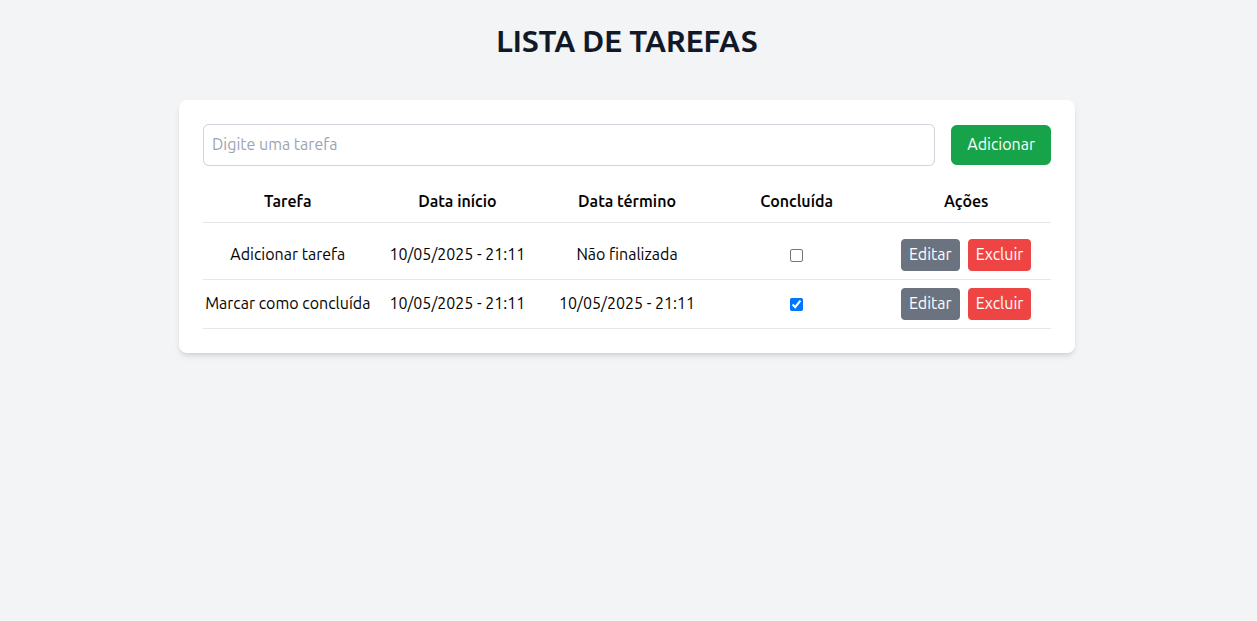 LISTA DE TAREFAS
Digite uma tarefa Adicionar
Tarefa Data início Data término Concluída Ações
Adicionar tarefa 10/05/2025 - 21:11 Não finalizada Editar Excluir
Marcar como concluída 10/05/2025 - 21:11 10/05/2025 - 21:11 Editar Excluir